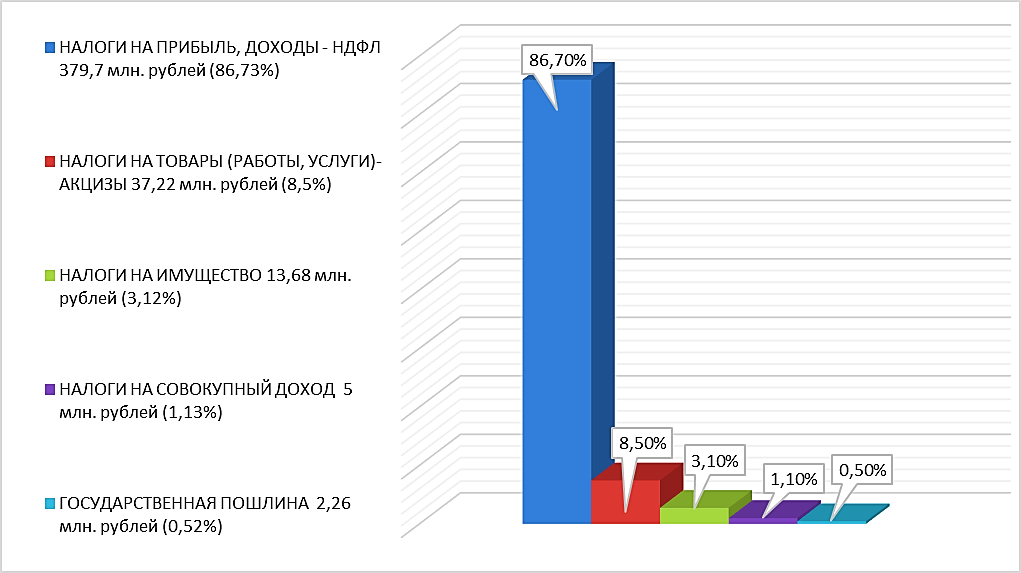 НАЛОГИ НА ПРИБЫЛЬ, ДОХОДЫ - НДФЛ
379,7 млн. рублей (86,73%)
НАЛОГИ НА ТОВАРЫ (РАБОТЫ, УСЛУГИ)-
АКЦИЗЫ 37,22 млн. рублей (8,5%)
НАЛОГИ НА ИМУЩЕСТВО 13,68 млн.
рублей (3,12%)
НАЛОГИ НА СОВОКУПНЫЙ ДОХОД  5
млн. рублей (1,13%)
ГОСУДАРСТВЕННАЯ ПОШЛИНА  2,26
млн. рублей (0,52%)
86,70%
8,50%
3,10%
1,10%
0,50%